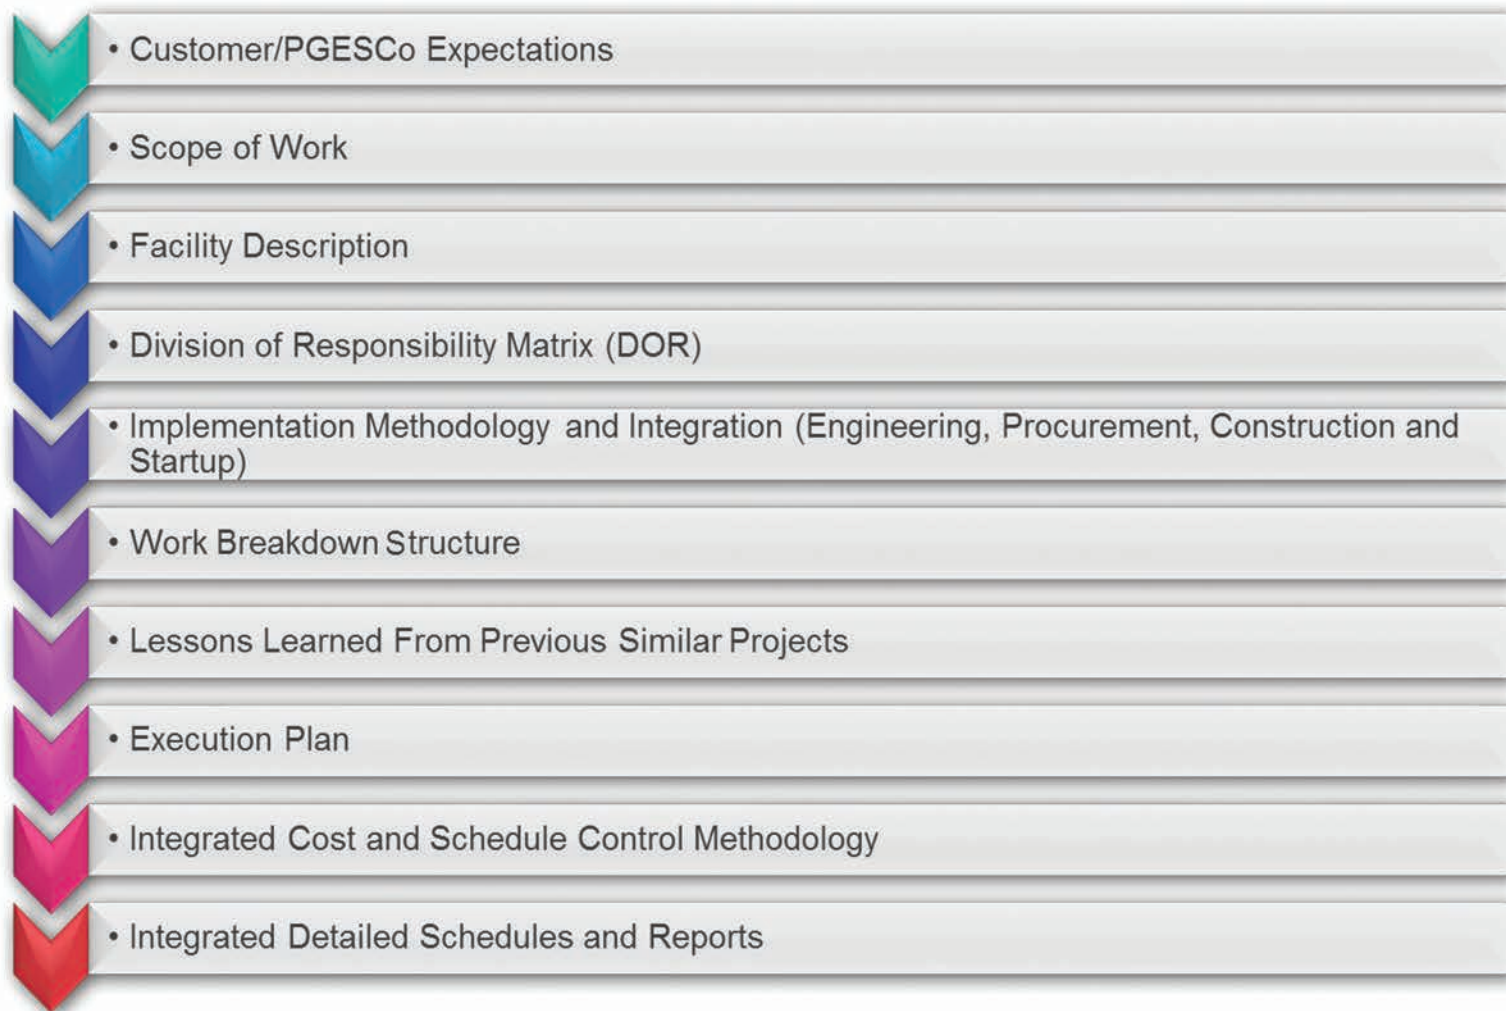 • Customer/PGESCo Expectations
• Scope of Work
• Facility Description
• Division of Responsibility Matrix (DOR)
• Implementation Methodology and Integration (Engineering, Procurement, Construction and
Startup)
• Work Breakdown Structure
• Lessons Learned From Previous Similar Projects
• Execution Plan
• Integrated Cost and Schedule Control Methodology
• Integrated Detailed Schedules and Reports